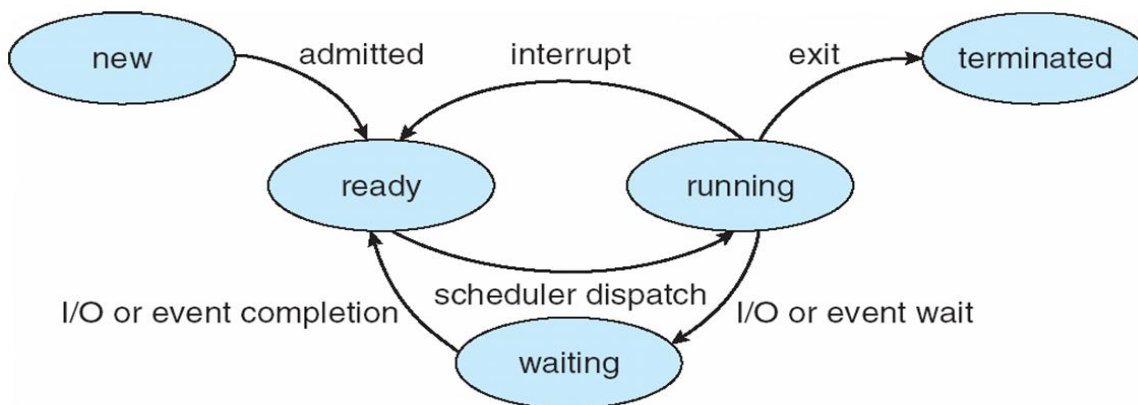 new
admitted
interrupt
exit
terminated
ready
running
scheduler dispatch
I/O or event completion
I/O or event wait
waiting